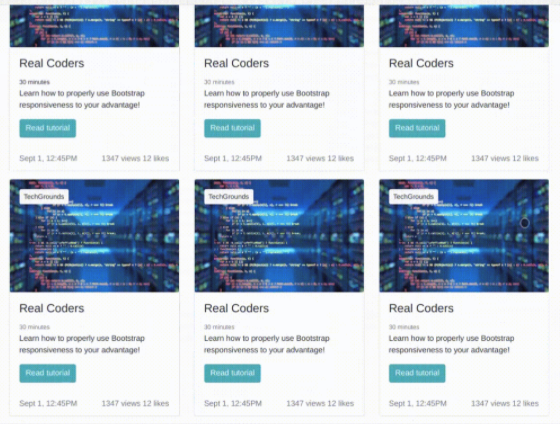 Real Coders Real Coders Real Coders
30 minutes 30 minutes 30 minutes
Learn how to properly use Bootstrap Learn how to properly use Bootstrap Learn how to properly use Bootstrap
responsiveness to your advantage! responsiveness to your advantage! responsiveness to your advantage!
Read tutorial Read tutorial Read tutorial
Sept 1, 12:45PM 1347 views 12 likes Sept 1, 12:45PM 1347 views 12 likes Sept 1, 12:45PM 1347 views 12 likes
TechGrounds TechGrounds TechGrounds
Real Coders Real Coders Real Coders
30 minutes 30 minutes 30 minutes
Learn how to properly use Bootstrap Learn how to properly use Bootstrap Learn how to properly use Bootstrap
responsiveness to your advantage! responsiveness to your advantage! responsiveness to your advantage!
Read tutorial Read tutorial Read tutorial
Sept 1, 12:45PM 1347 views 12 likes Sept 1, 12:45PM 1347 views 12 likes Sept 1, 12:45PM 1347 views 12 likes